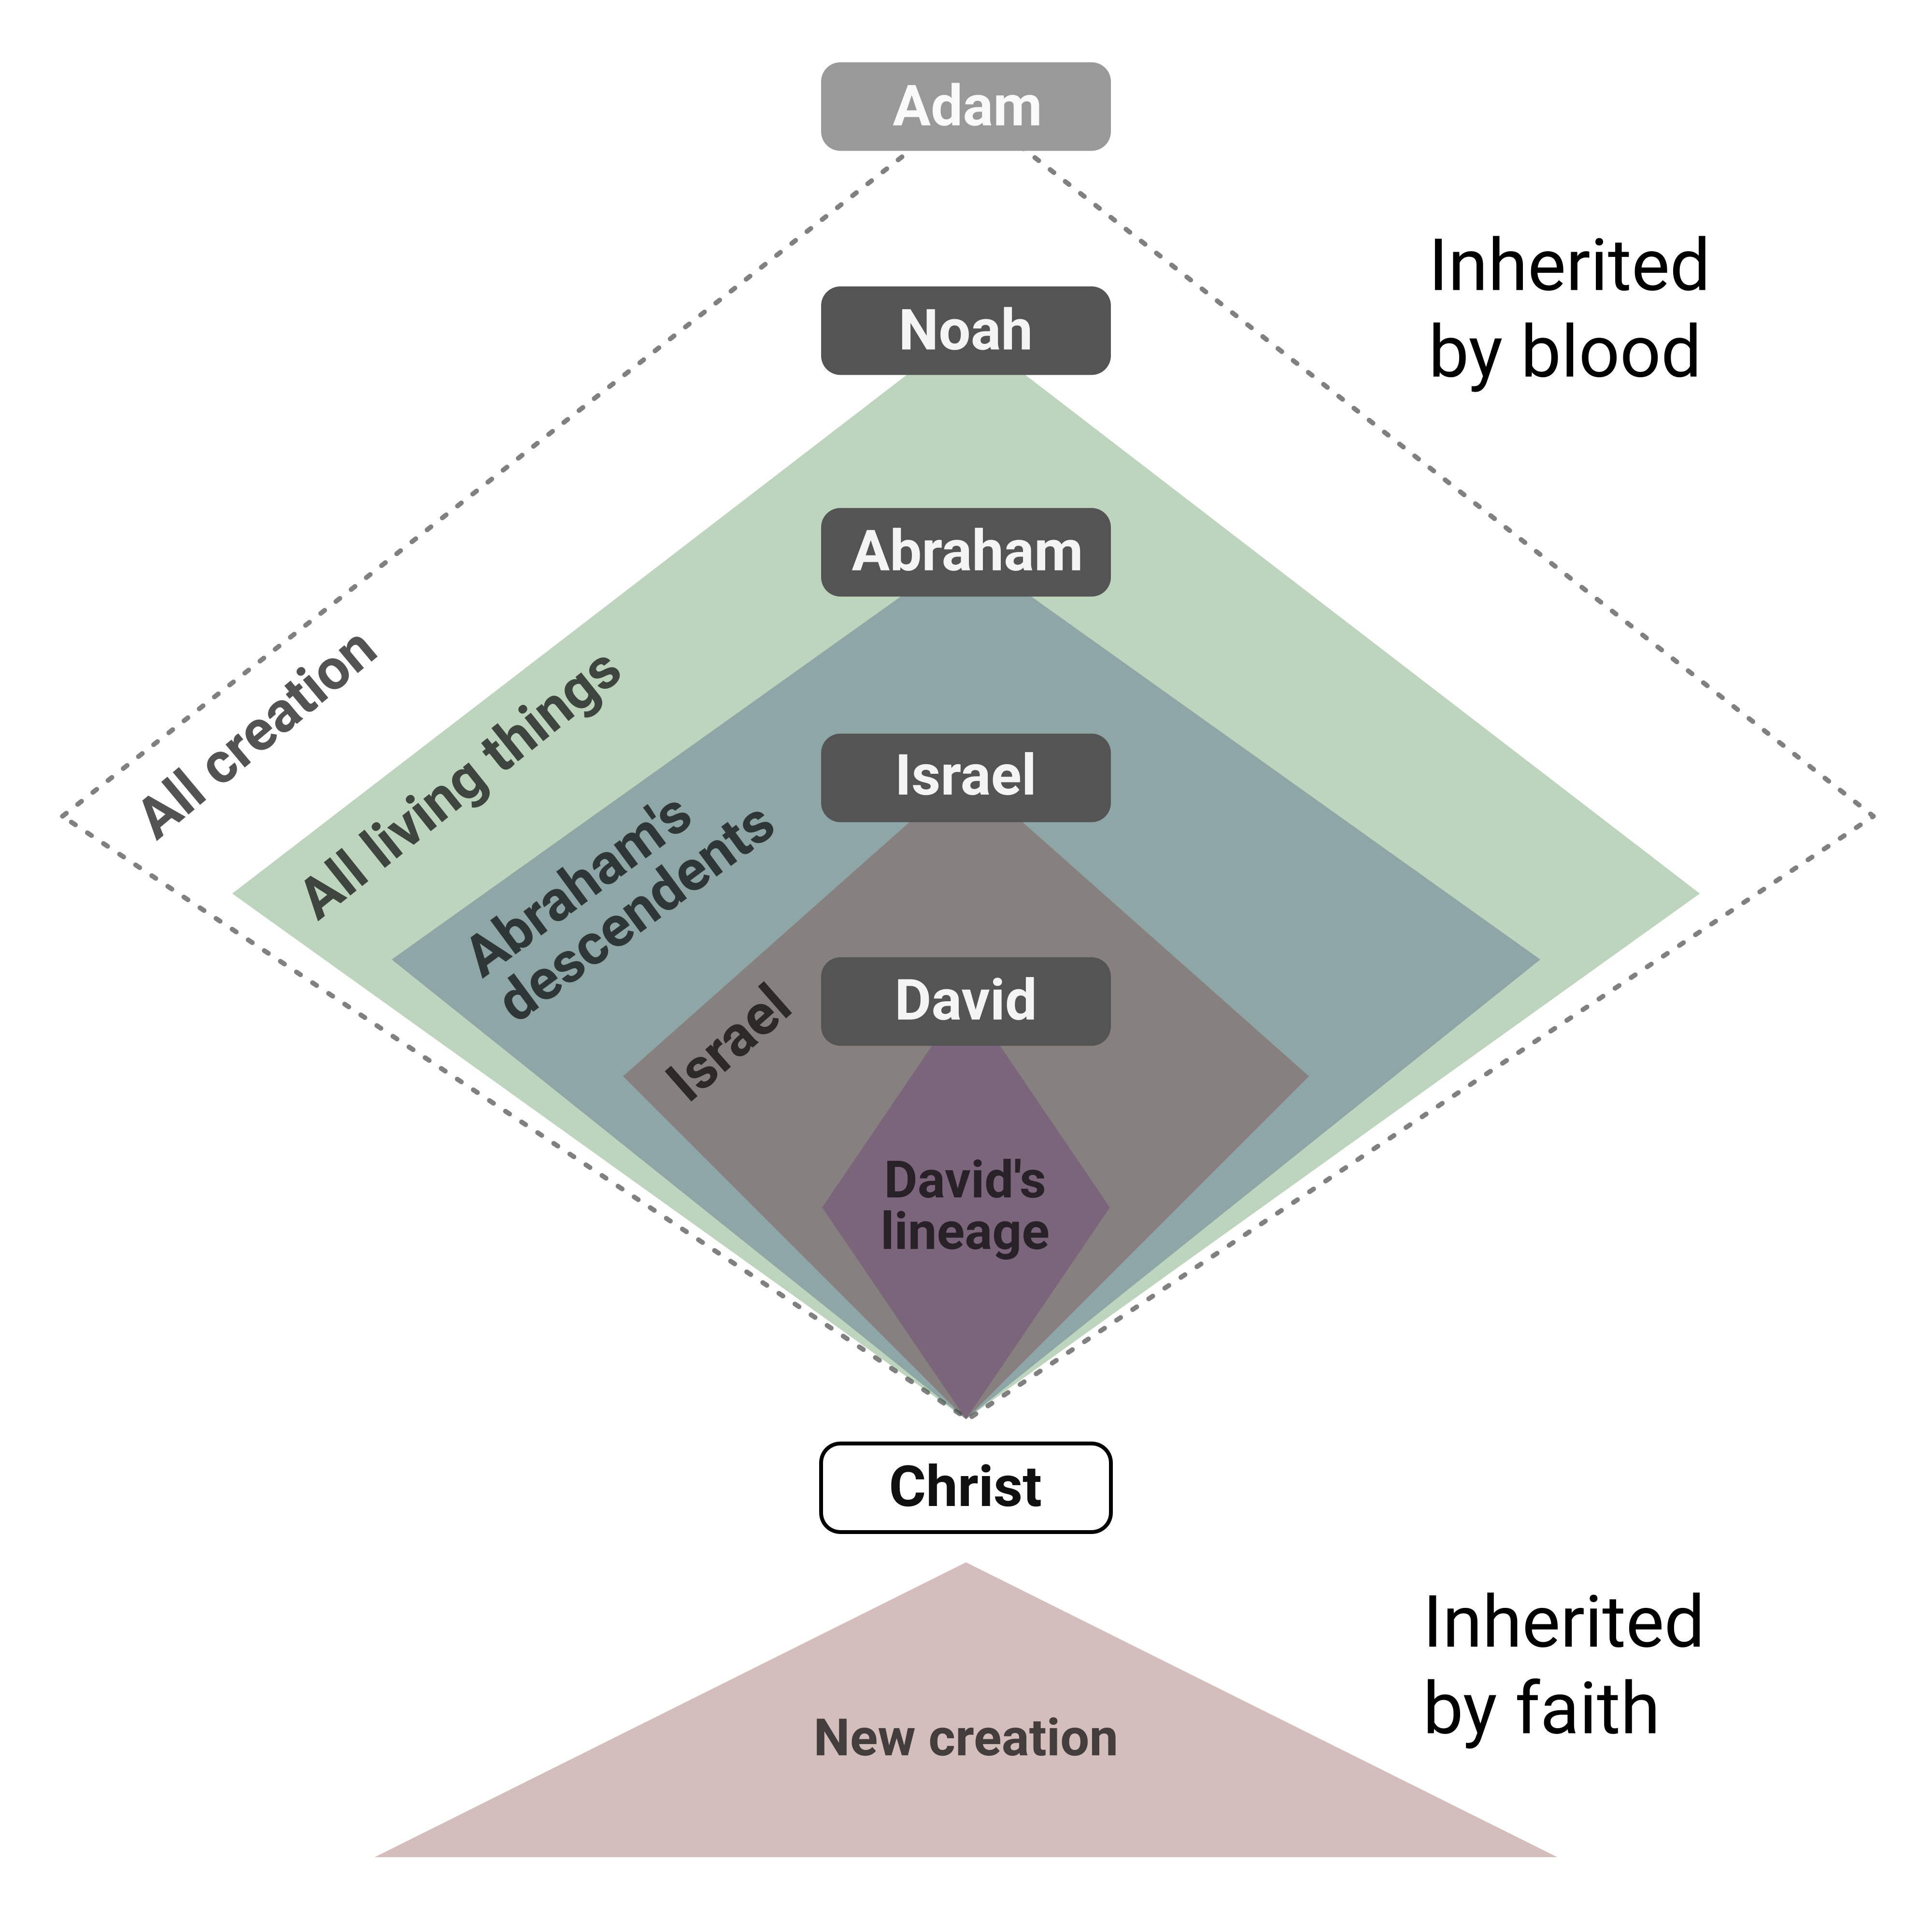 Adam
Inherited
by blood
Noah
Abraham
All creation
All living things
Israel
Abraham's
descendents
David
Israel
David's
lineage
Christ
Inherited
by faith
New creation